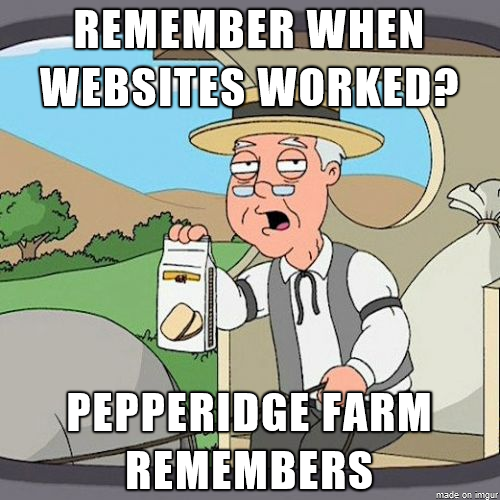 REMEMBER WHEN
WEBSITES WORKED?
PEPPERIDGE FARM
REMEMBERS
made on imgur